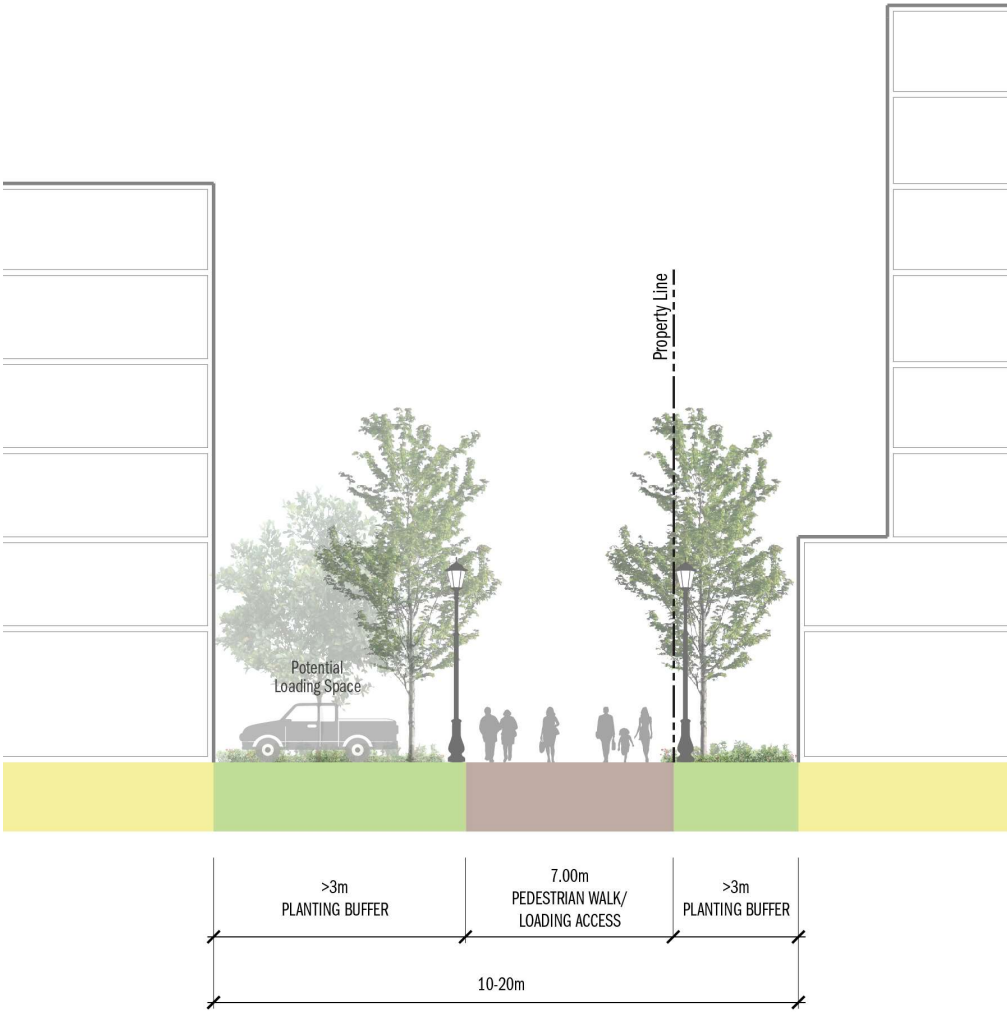 Property Line
Potential
Loading Space
>3m
PLANTING BUFFER
7.00m
PEDESTRIAN WALK/
LOADING ACCESS
>3m
PLANTING BUFFER
10-20m